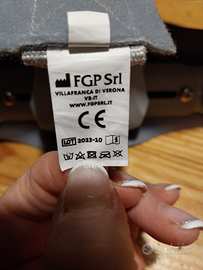 FGP Srl
VILLAFRANCA DI VERONA
VR-IT
WWW.FGPSRL.IT
CE
LOT 2023-10